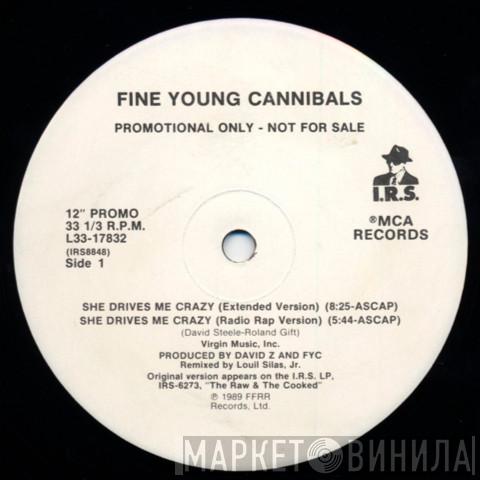 FINE YOUNG CANNIBALS
PROMOTIONAL ONLY - NOT FOR SALE
I.R.S.
12" PROMO
33 1/3 R.P.M.
L33-17832
(IRS8848)
Side 1
®MCA
RECORDS
SHE DRIVES ME CRAZY (Extended Version) (8:25-ASCAP)
SHE DRIVES ME CRAZY (Radio Rap Version) (5:44-ASCAP)
(David Steele-Roland Gift)
Virgin Music, Inc.
PRODUCED BY DAVID Z AND FYC
Remixed by Louil Silas, Jr.
Original version appears on the I.R.S. LP,
IRS-6273, "The Raw & The Cooked"
℗ 1989 FFRR
Records, Ltd.
МАРКЕТ ВИНИЛА